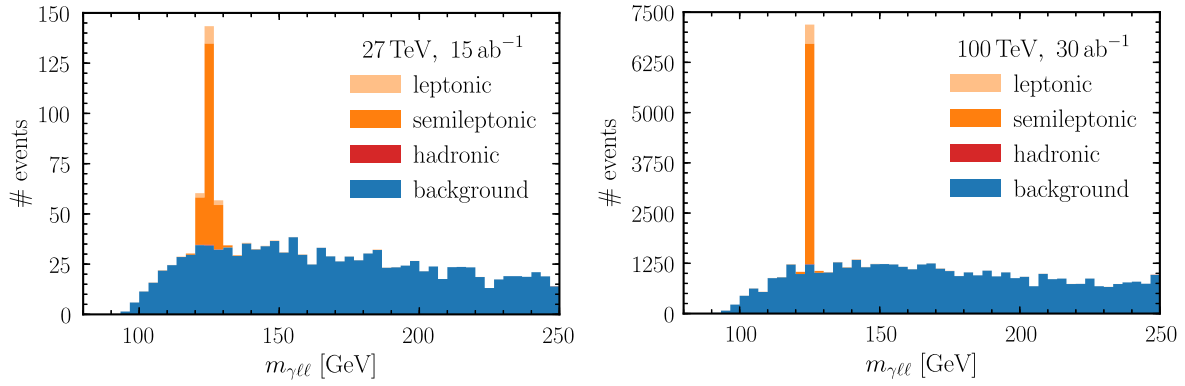 150
125
100
75
50
25
0
# events
100
150
200
250
mγℓℓ [GeV]
27 TeV, 15 ab⁻¹
leptonic
semileptonic
hadronic
background
7500
6250
5000
3750
2500
1250
0
# events
100
150
200
250
mγℓℓ [GeV]
100 TeV, 30 ab⁻¹
leptonic
semileptonic
hadronic
background